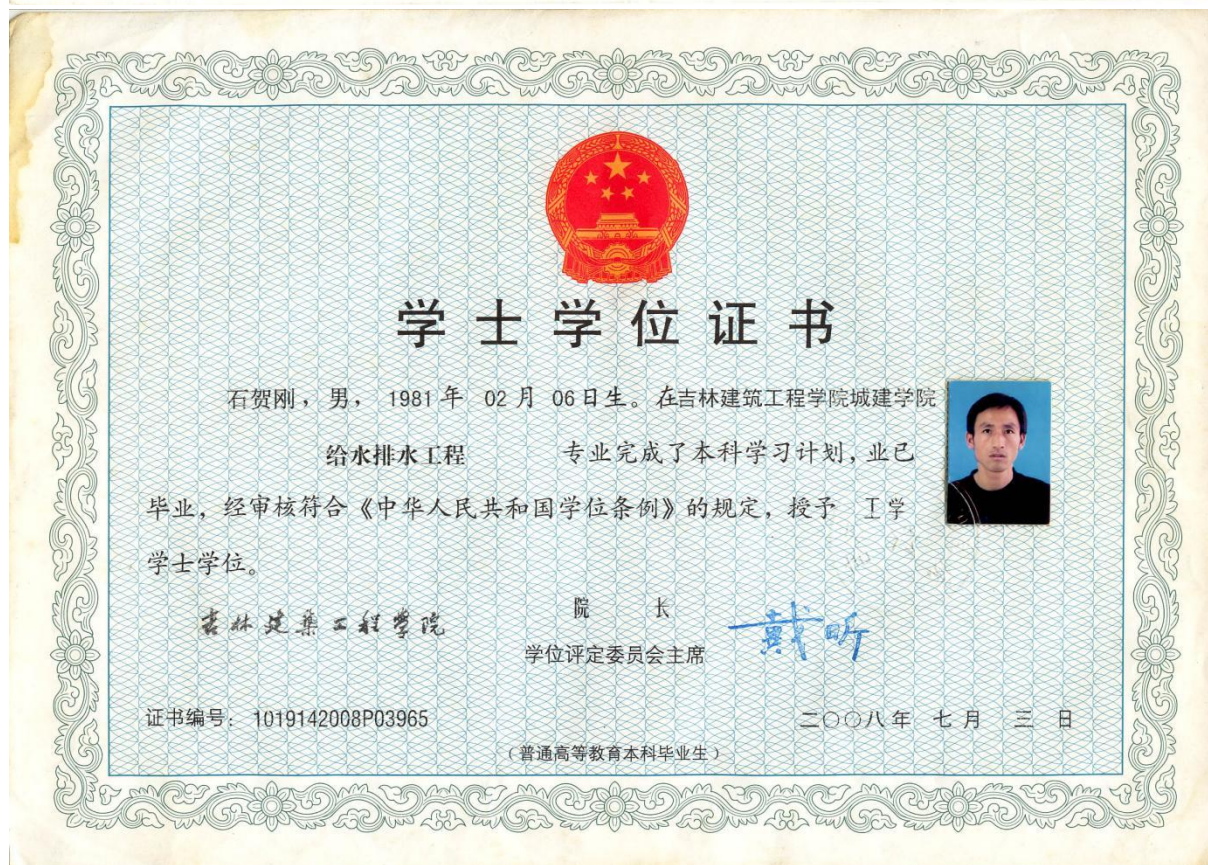 学士学位证书
石贺刚，男， 1981年 02月 06日生。在吉林建筑工程学院城建学院
给水排水工程 专业完成了本科学习计划，业已
毕业，经审核符合《中华人民共和国学位条例》的规定，授予 工学
学士学位。
吉林建筑工程学院
院 长
学位评定委员会主席
戴昕
证书编号：1019142008P03965
二〇〇八年 七月 三 日
（普通高等教育本科毕业生）